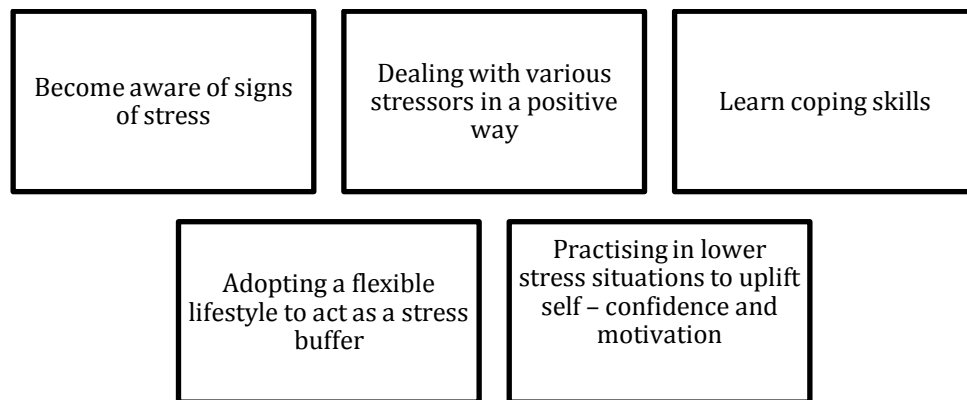 Become aware of signs
of stress
Dealing with various
stressors in a positive
way
Learn coping skills
Adopting a flexible
lifestyle to act as a stress
buffer
Practising in lower
stress situations to uplift
self – confidence and
motivation